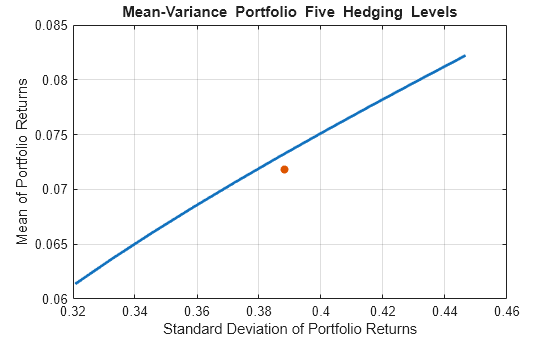 Mean-Variance Portfolio Five Hedging Levels
Mean of Portfolio Returns
0.085
0.08
0.075
0.07
0.065
0.06
0.32 0.34 0.36 0.38 0.4 0.42 0.44 0.46
Standard Deviation of Portfolio Returns